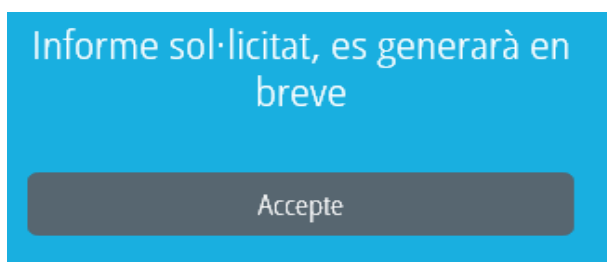 Informe sol·licitat, es generarà en
breve
Accepte